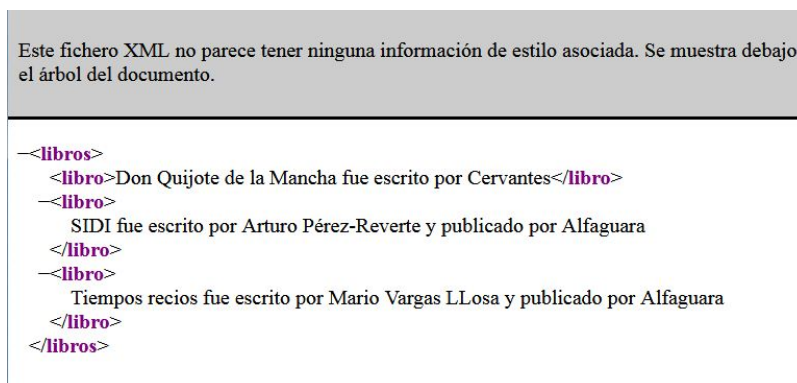 Este fichero XML no parece tener ninguna información de estilo asociada. Se muestra debajo
el árbol del documento.
—<libros>
<libro>Don Quijote de la Mancha fue escrito por Cervantes</libro>
—<libro>
SIDI fue escrito por Arturo Pérez-Reverte y publicado por Alfaguara
</libro>
—<libro>
Tiempos recios fue escrito por Mario Vargas LLosa y publicado por Alfaguara
</libro>
</libros>